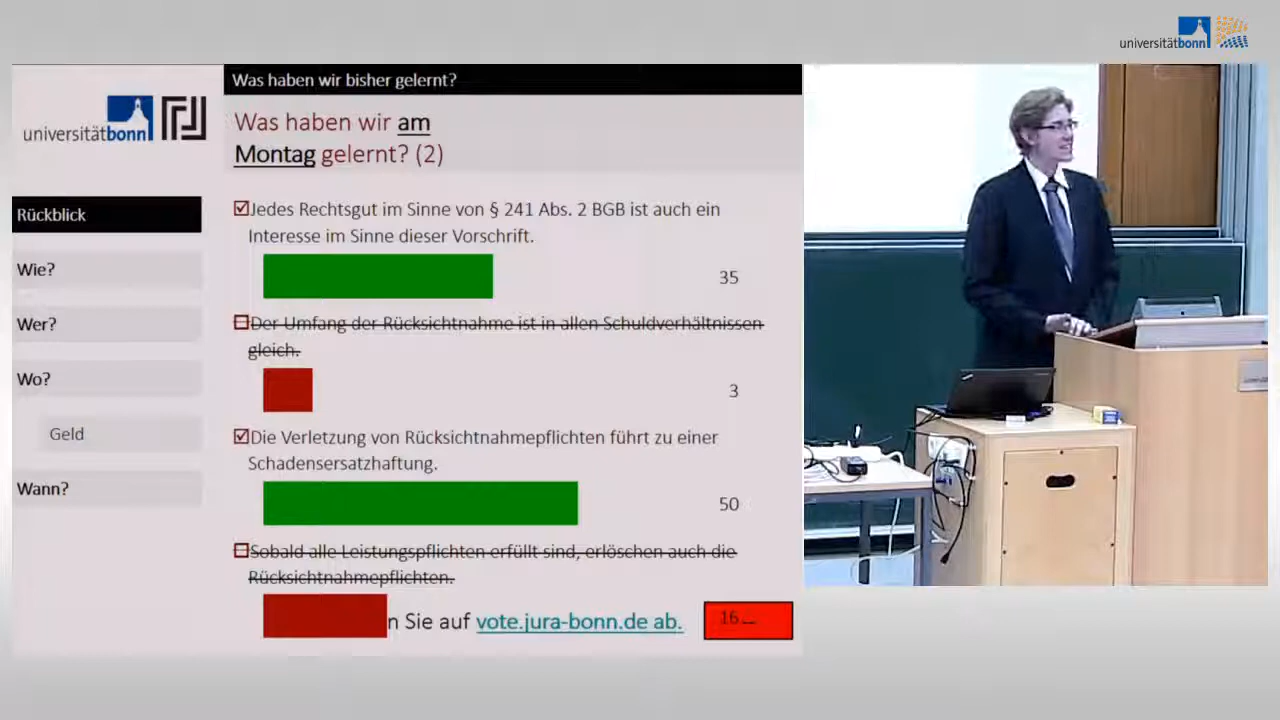 universitätbonn
Was haben wir bisher gelernt?
universitätbonn
Was haben wir am
Montag gelernt? (2)
Rückblick
Wie?
Wer?
Wo?
Geld
Wann?
Jedes Rechtsgut im Sinne von § 241 Abs. 2 BGB ist auch ein
Interesse im Sinne dieser Vorschrift.
35
Der Umfang der Rücksichtnahme ist in allen Schuldverhältnissen
gleich.
3
Die Verletzung von Rücksichtnahmepflichten führt zu einer
Schadensersatzhaftung.
50
Sobald alle Leistungspflichten erfüllt sind, erlöschen auch die
Rücksichtnahmepflichten.
n Sie auf vote.jura-bonn.de ab.
16